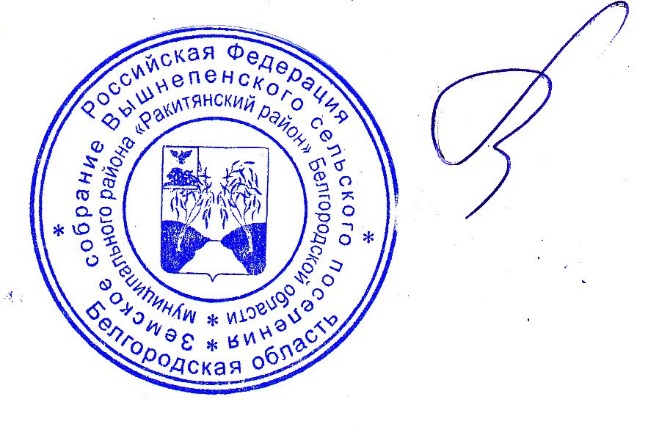 Российская Федерация
* Белгородская область *
Земское собрание Вышнепенского сельского поселения *
муниципального района «Ракитянский район» Белгородской области *